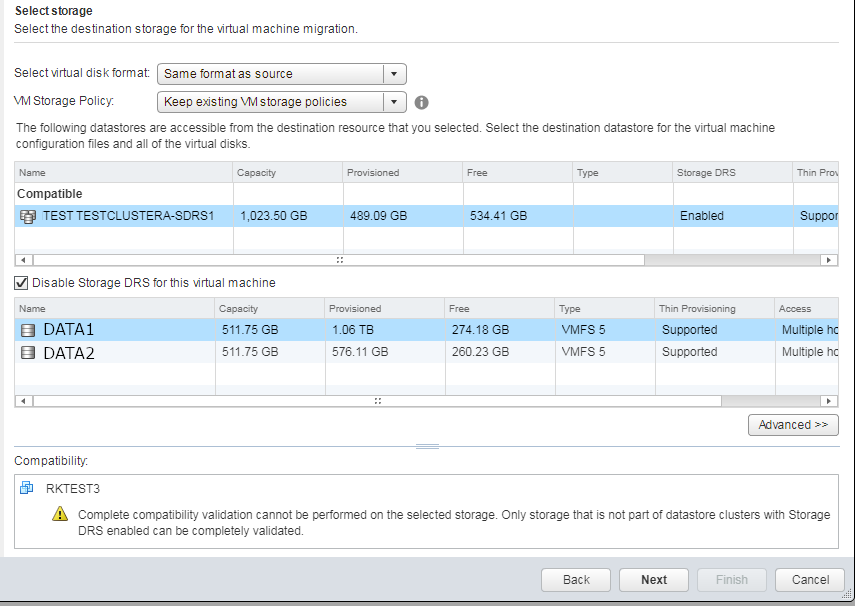 Select storage
Select the destination storage for the virtual machine migration.
Select virtual disk format: Same format as source
VM Storage Policy: Keep existing VM storage policies
The following datastores are accessible from the destination resource that you selected. Select the destination datastore for the virtual machine
configuration files and all of the virtual disks.
Name Capacity Provisioned Free Type Storage DRS Thin Prov
Compatible
TEST TESTCLUSTERA-SDRS1 1,023.50 GB 489.09 GB 534.41 GB Enabled Suppor
Disable Storage DRS for this virtual machine
Name Capacity Provisioned Free Type Thin Provisioning Access
DATA1 511.75 GB 1.06 TB 274.18 GB VMFS 5 Supported Multiple ho
DATA2 511.75 GB 576.11 GB 260.23 GB VMFS 5 Supported Multiple ho
Advanced >>
Compatibility:
RKTEST3
Complete compatibility validation cannot be performed on the selected storage. Only storage that is not part of datastore clusters with Storage
DRS enabled can be completely validated.
Back Next Finish Cancel